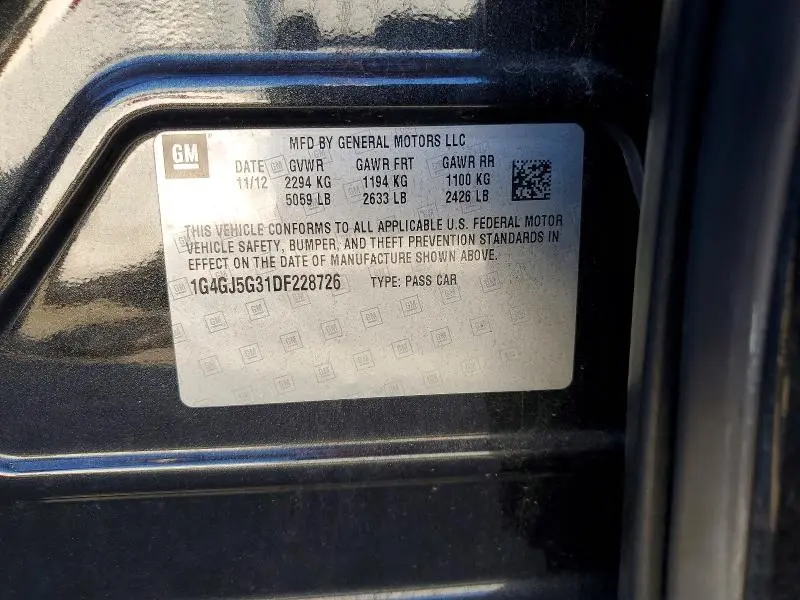 GM
MFD BY GENERAL MOTORS LLC
DATE GVWR GAWR FRT GAWR RR
11/12 2294 KG 1194 KG 1100 KG
5059 LB 2633 LB 2426 LB
THIS VEHICLE CONFORMS TO ALL APPLICABLE U.S. FEDERAL MOTOR
VEHICLE SAFETY, BUMPER, AND THEFT PREVENTION STANDARDS IN
EFFECT ON THE DATE OF MANUFACTURE SHOWN ABOVE.
1G4GJ5G31DF228726 TYPE: PASS CAR